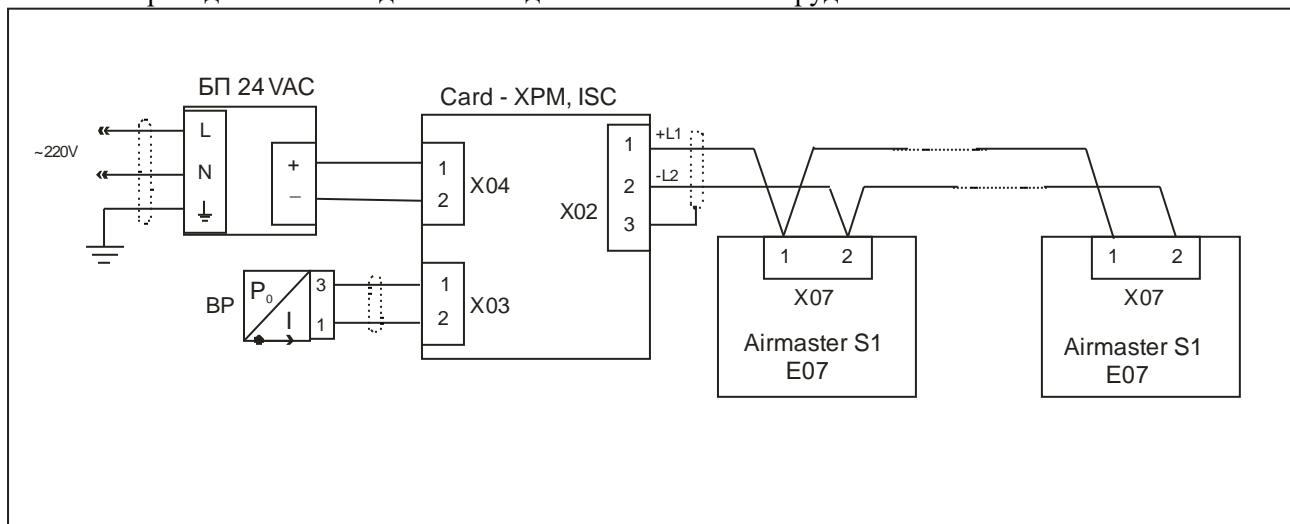 БП 24 VAC
L
N
~220V
+
–
Card - XPM, ISC
1
2
X04
1
2
X03
1
2
3
X02
+L1
-L2
BP
P0
I
3
1
1 2
X07
Airmaster S1
E07
1 2
X07
Airmaster S1
E07